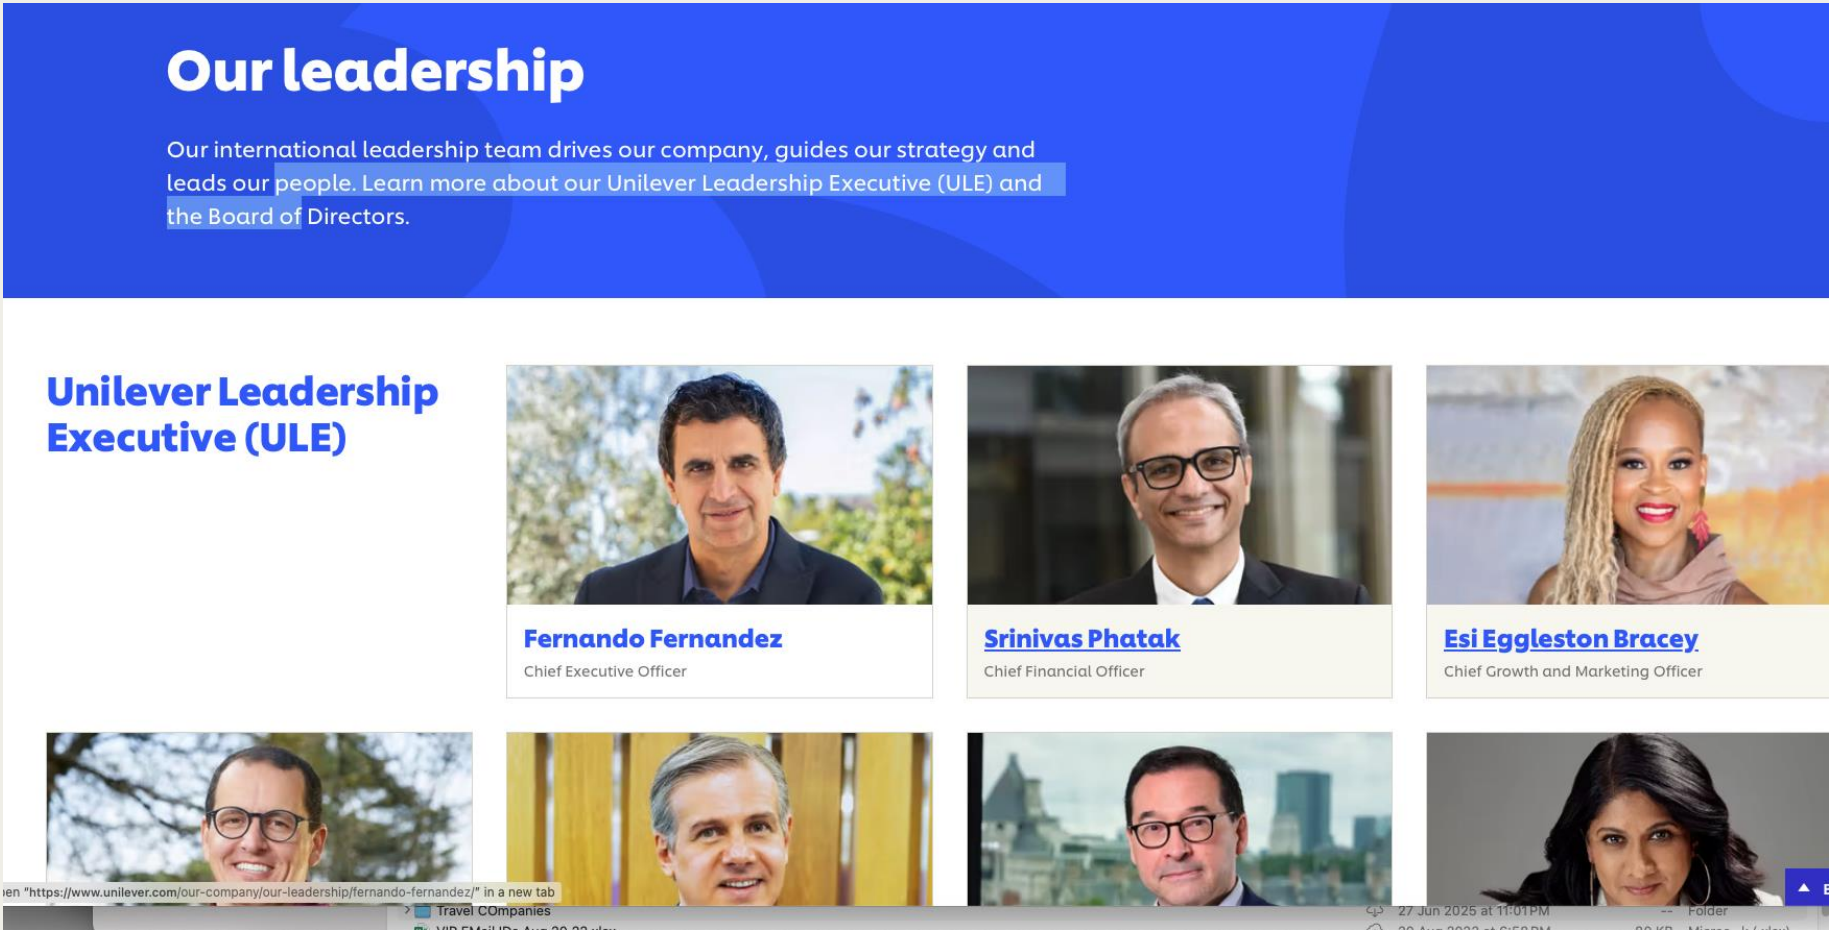 Our leadership
Our international leadership team drives our company, guides our strategy and
leads our people. Learn more about our Unilever Leadership Executive (ULE) and
the Board of Directors.
Unilever Leadership
Executive (ULE)
Fernando Fernandez
Chief Executive Officer
Srinivas Phatak
Chief Financial Officer
Esi Eggleston Bracey
Chief Growth and Marketing Officer
"https://www.unilever.com/our-company/our-leadership/fernando-fernandez/" in a new tab
Travel COmpanies
27 Jun 2025 at 11:01 PM
--
Folder